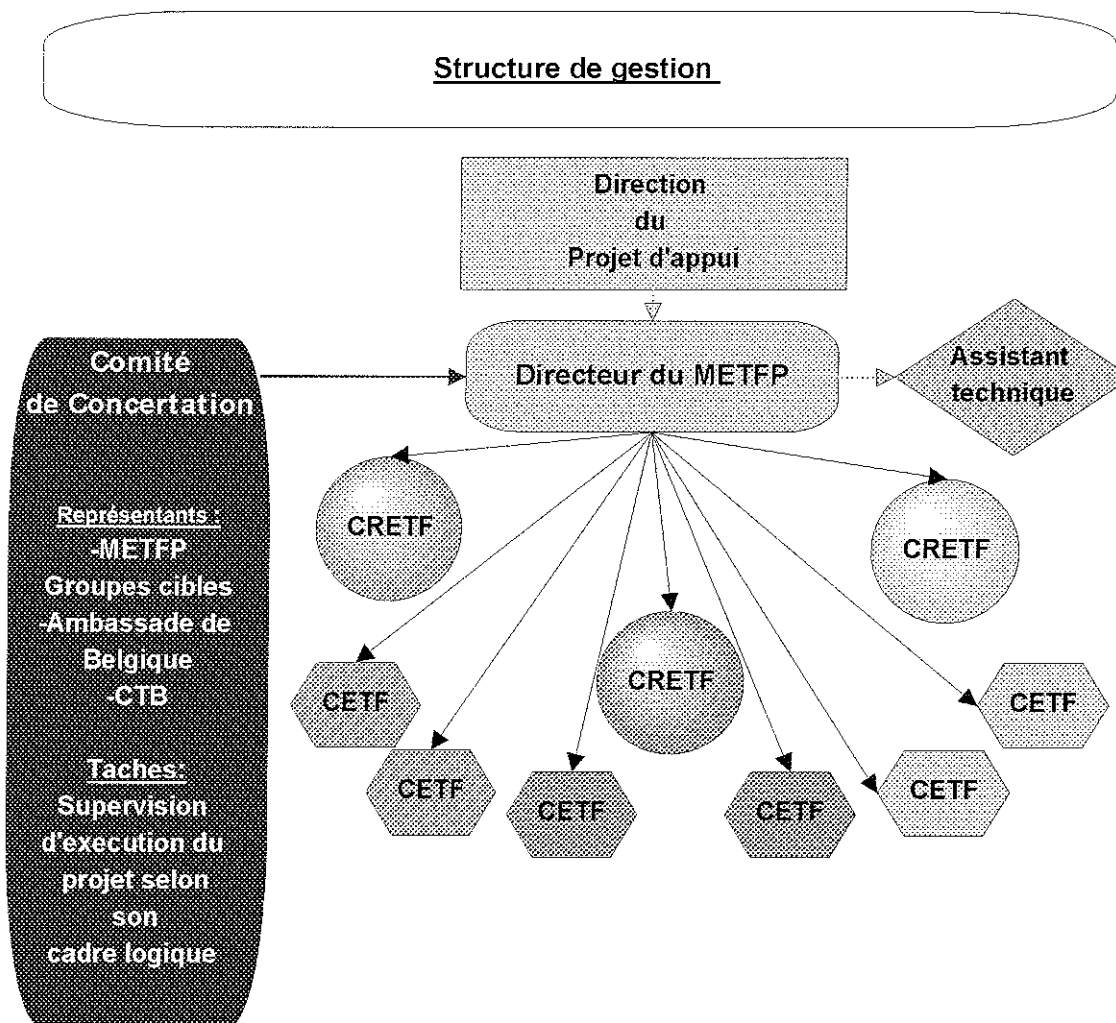 Structure de gestion
Direction
du
Projet d'appui
Directeur du METFP
Assistant
technique
Comité
de Concertation
Représentants :
-METFP
Groupes cibles
-Ambassade de
Belgique
-CTB
Taches:
Supervision
d'execution du
projet selon
son
cadre logique
CRETF
CRETF
CRETF
CETF
CETF
CETF
CETF
CETF
CETF